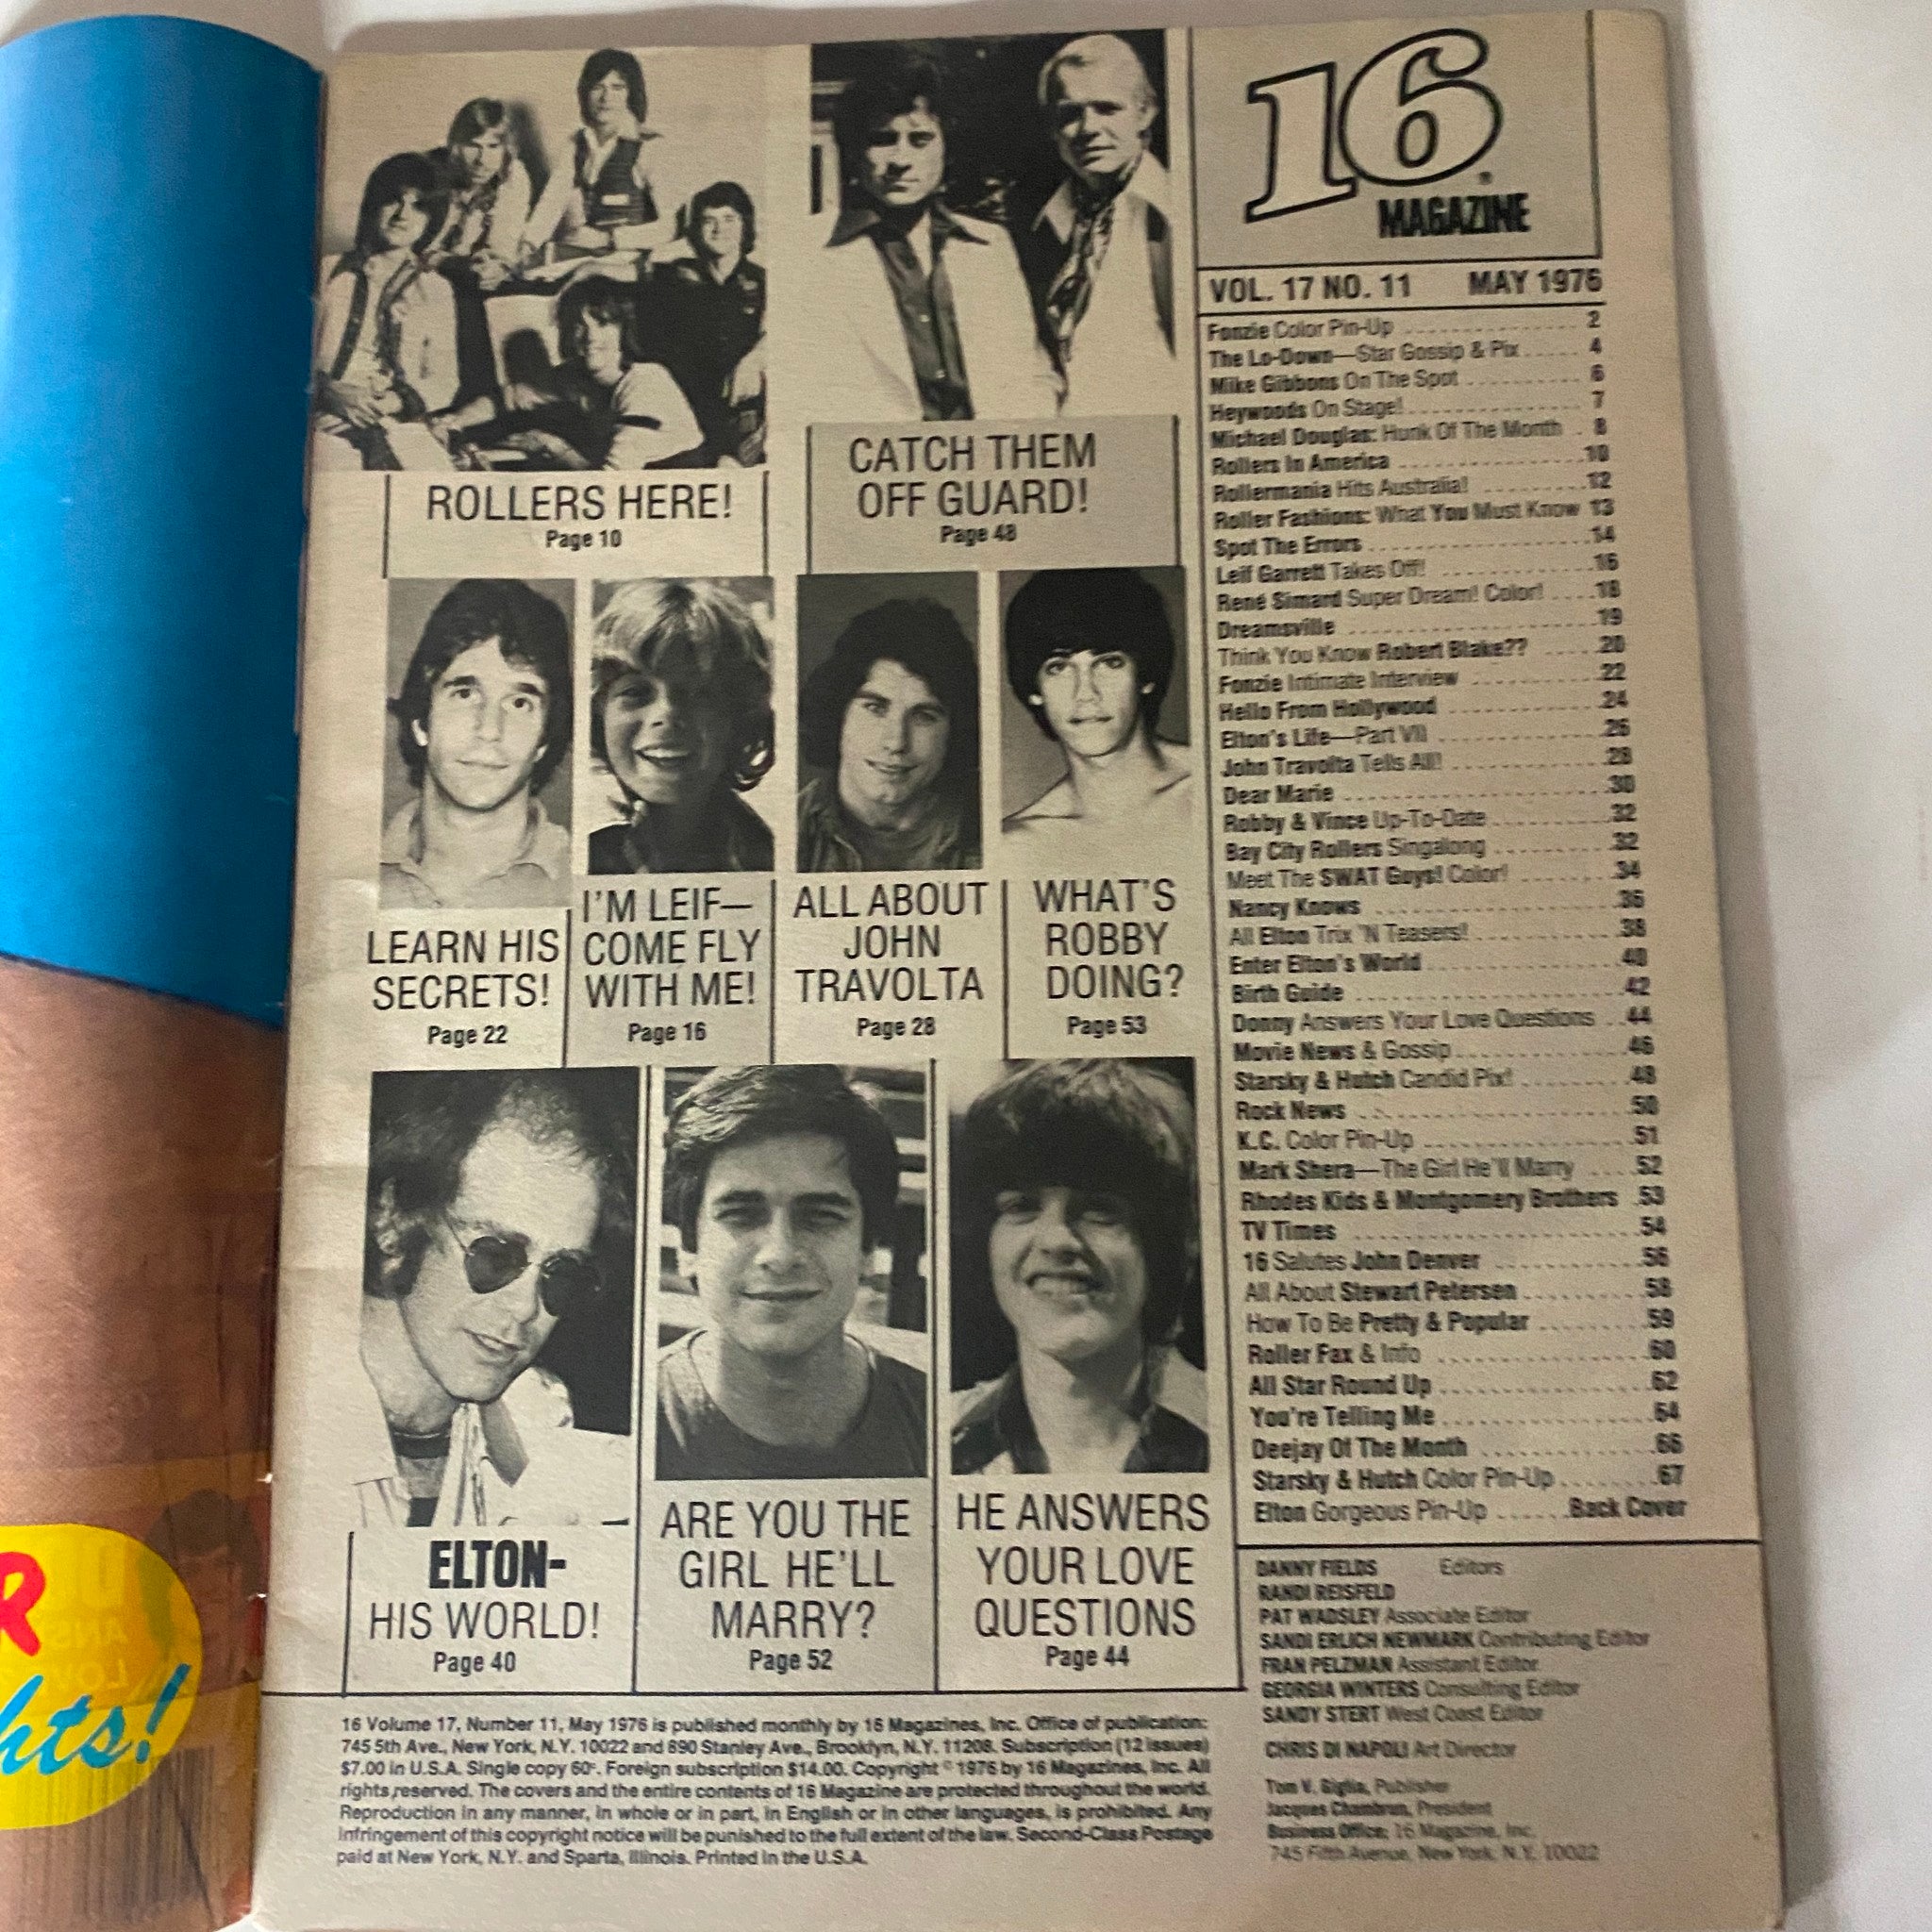 ROLLERS HERE!
Page 10
CATCH THEM
OFF GUARD!
Page 48
LEARN HIS
SECRETS!
Page 22
I'M LEIF—
COME FLY
WITH ME!
Page 16
ALL ABOUT
JOHN
TRAVOLTA
Page 28
WHAT'S
ROBBY
DOING?
Page 53
ELTON-
HIS WORLD!
Page 40
ARE YOU THE
GIRL HE'LL
MARRY?
Page 52
HE ANSWERS
YOUR LOVE
QUESTIONS
Page 44
16 Volume 17, Number 11, May 1976 is published monthly by 16 Magazines, Inc. Office of publication:
745 5th Ave., New York, N.Y. 10022 and 890 Stanley Ave., Brooklyn, N.Y. 11208. Subscription (12 issues)
$7.00 in U.S.A. Single copy 60¢. Foreign subscription $14.00. Copyright © 1976 by 16 Magazines, Inc. All
rights reserved. The covers and the entire contents of 16 Magazine are protected throughout the world.
Reproduction in any manner, in whole or in part, in English or in other languages, is prohibited. Any
infringement of this copyright notice will be punished to the full extent of the law. Second-Class Postage
paid at New York, N.Y. and Sparta, Illinois. Printed in the U.S.A.
16
MAGAZINE
VOL. 17 NO. 11 MAY 1976
Fonzie Color Pin-Up 2
The Lo-Down—Star Gossip & Pix 4
Mike Gibbons On The Spot 6
Heywoods On Stage! 7
Michael Douglas: Hunk Of The Month 8
Rollers In America 10
Rollermania Hits Australia! 12
Roller Fashions: What You Must Know 13
Spot The Errors 14
Leif Garrett Takes Off! 16
René Simard Super Dream! Color! 18
Dreamsville 19
Think You Know Robert Blake?? 20
Fonzie Intimate Interview 22
Hello From Hollywood 24
Elton's Life—Part VII 26
John Travolta Tells All! 28
Dear Marie 30
Robby & Vince Up-To-Date 32
Bay City Rollers Singalong 32
Meet The SWAT Guys! Color! 34
Nancy Knows 36
All Elton Trix 'N Teasers! 38
Enter Elton's World 40
Birth Guide 42
Donny Answers Your Love Questions 44
Movie News & Gossip 46
Starsky & Hutch Candid Pix! 48
Rock News 50
K.C. Color Pin-Up 51
Mark Shera—The Girl He'll Marry 52
Rhodes Kids & Montgomery Brothers 53
TV Times 54
16 Salutes John Denver 56
All About Stewart Petersen 58
How To Be Pretty & Popular 59
Roller Fax & Info 60
All Star Round Up 62
You're Telling Me 64
Deejay Of The Month 66
Starsky & Hutch Color Pin-Up 67
Elton Gorgeous Pin-Up Back Cover
DANNY FIELDS Editors
RANDI REISFELD
PAT WADSLEY Associate Editor
SANDI ERLICH NEWMARK Contributing Editor
FRAN PELZMAN Assistant Editor
GEORGIA WINTERS Consulting Editor
SANDY STERT West Coast Editor
CHRIS DI NAPOLI Art Director
Tom V. Giglia, Publisher
Jacques Chambrun, President
Business Office: 16 Magazine, Inc.
745 Fifth Avenue, New York, N.Y. 10022
R
hts!